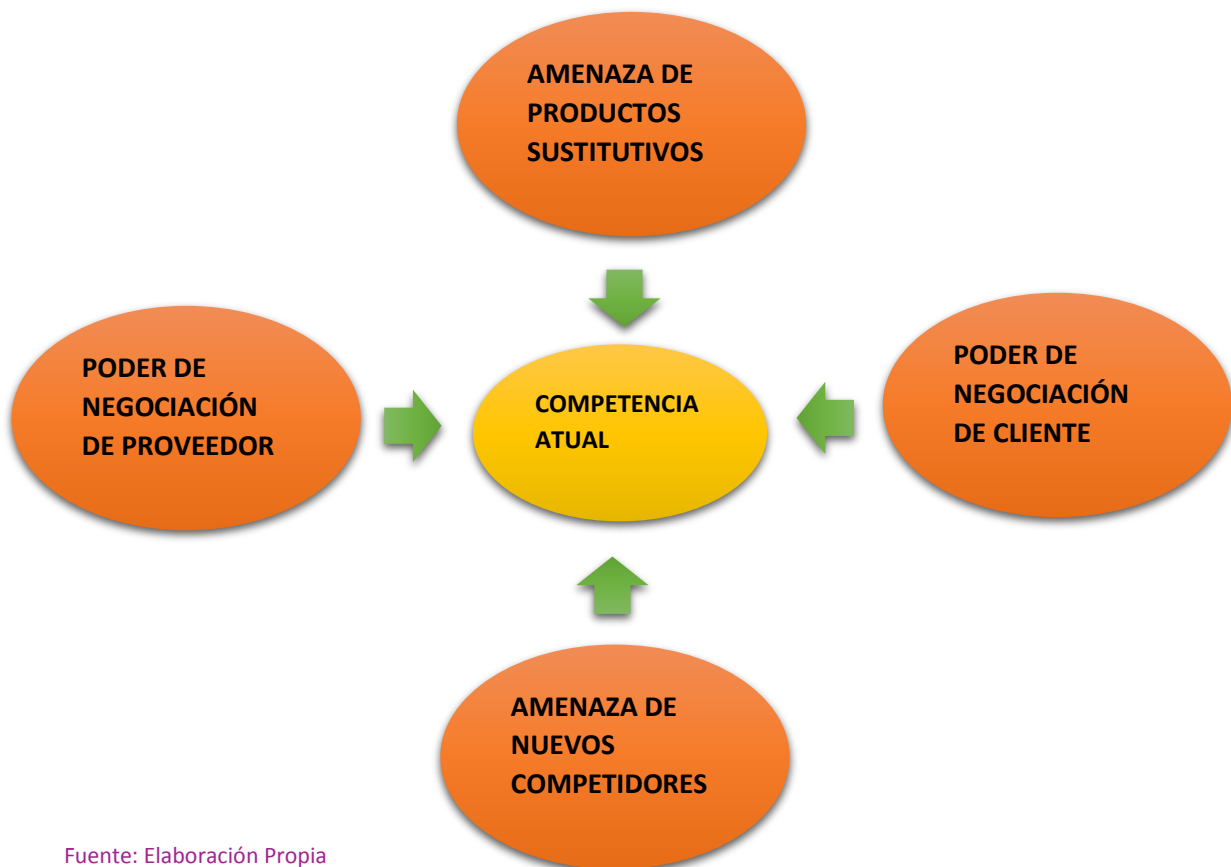 AMENAZA DE
PRODUCTOS
SUSTITUTIVOS
PODER DE
NEGOCIACIÓN
DE PROVEEDOR
COMPETENCIA
ATUAL
PODER DE
NEGOCIACIÓN
DE CLIENTE
AMENAZA DE
NUEVOS
COMPETIDORES
Fuente: Elaboración Propia